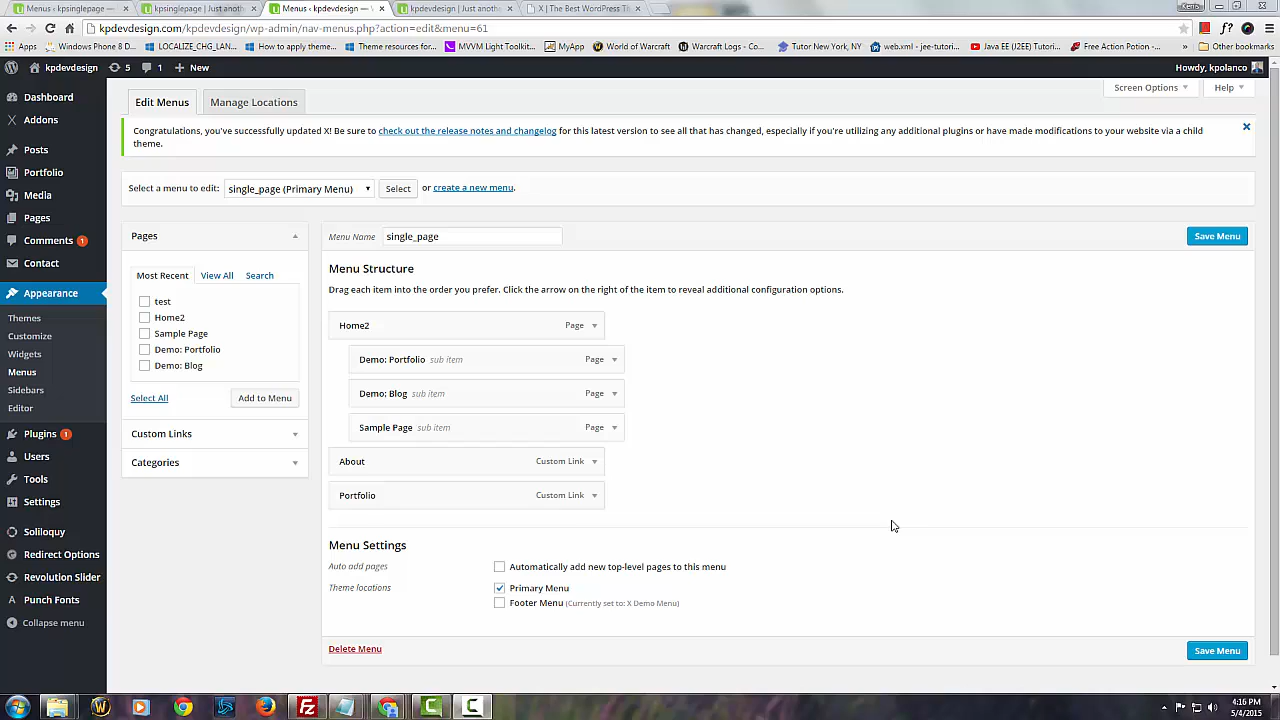 Menus ‹ kpsinglepage —
kpsinglepage | Just anoth
Menus ‹ kpdevdesign — V
kpdevdesign | Just anoth
X | The Best WordPress Th
kpdevdesign.com/kpdevdesign/wp-admin/nav-menus.php?action=edit&menu=61
Apps
Windows Phone 8 D...
LOCALIZE_CHG_LAN...
How to apply theme...
Theme resources for...
MVVM Light Toolkit...
MyApp
World of Warcraft
Warcraft Logs - Co...
Tutor New York, NY
web.xml - jee-tutori...
Java EE (J2EE) Tutori...
Free Action Potion -...
»
Other bookmarks
kpdevdesign
5
1
New
Howdy, kpolanco
Dashboard
Addons
Posts
Portfolio
Media
Pages
Comments 1
Contact
Appearance
Themes
Customize
Widgets
Menus
Sidebars
Editor
Plugins 1
Users
Tools
Settings
Soliloquy
Redirect Options
Revolution Slider
Punch Fonts
Collapse menu
Screen Options
Help
Edit Menus
Manage Locations
Congratulations, you've successfully updated X! Be sure to check out the release notes and changelog for this latest version to see all that has changed, especially if you're utilizing any additional plugins or have made modifications to your website via a child
theme.
Select a menu to edit: single_page (Primary Menu) Select or create a new menu.
Pages
Most Recent View All Search
test
Home2
Sample Page
Demo: Portfolio
Demo: Blog
Select All
Add to Menu
Custom Links
Categories
Menu Name single_page
Save Menu
Menu Structure
Drag each item into the order you prefer. Click the arrow on the right of the item to reveal additional configuration options.
Home2 Page
Demo: Portfolio sub item Page
Demo: Blog sub item Page
Sample Page sub item Page
About Custom Link
Portfolio Custom Link
Menu Settings
Auto add pages Automatically add new top-level pages to this menu
Theme locations Primary Menu
Footer Menu (Currently set to: X Demo Menu)
Delete Menu
Save Menu
4:16 PM
5/4/2015